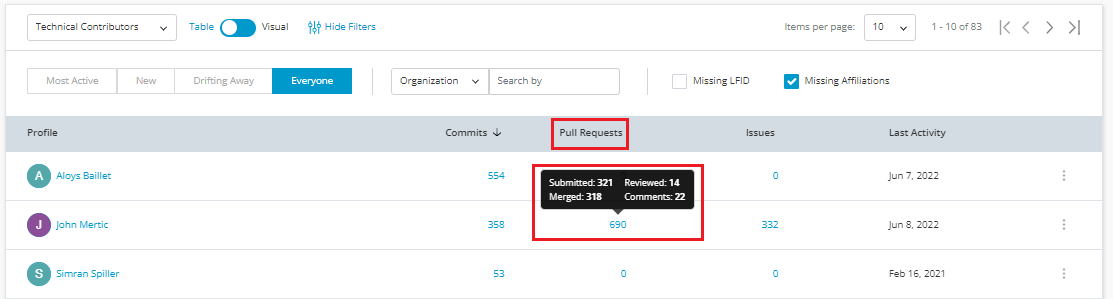 Technical Contributors Table Visual Hide Filters Items per page: 10 1 - 10 of 83
Most Active New Drifting Away Everyone Organization Search by Missing LFID Missing Affiliations
Profile Commits Pull Requests Issues Last Activity
A Aloys Baillet 554 0 Jun 7, 2022
Submitted: 321 Reviewed: 14
Merged: 318 Comments: 22
J John Mertic 358 690 332 Jun 8, 2022
S Simran Spiller 53 0 0 Feb 16, 2021